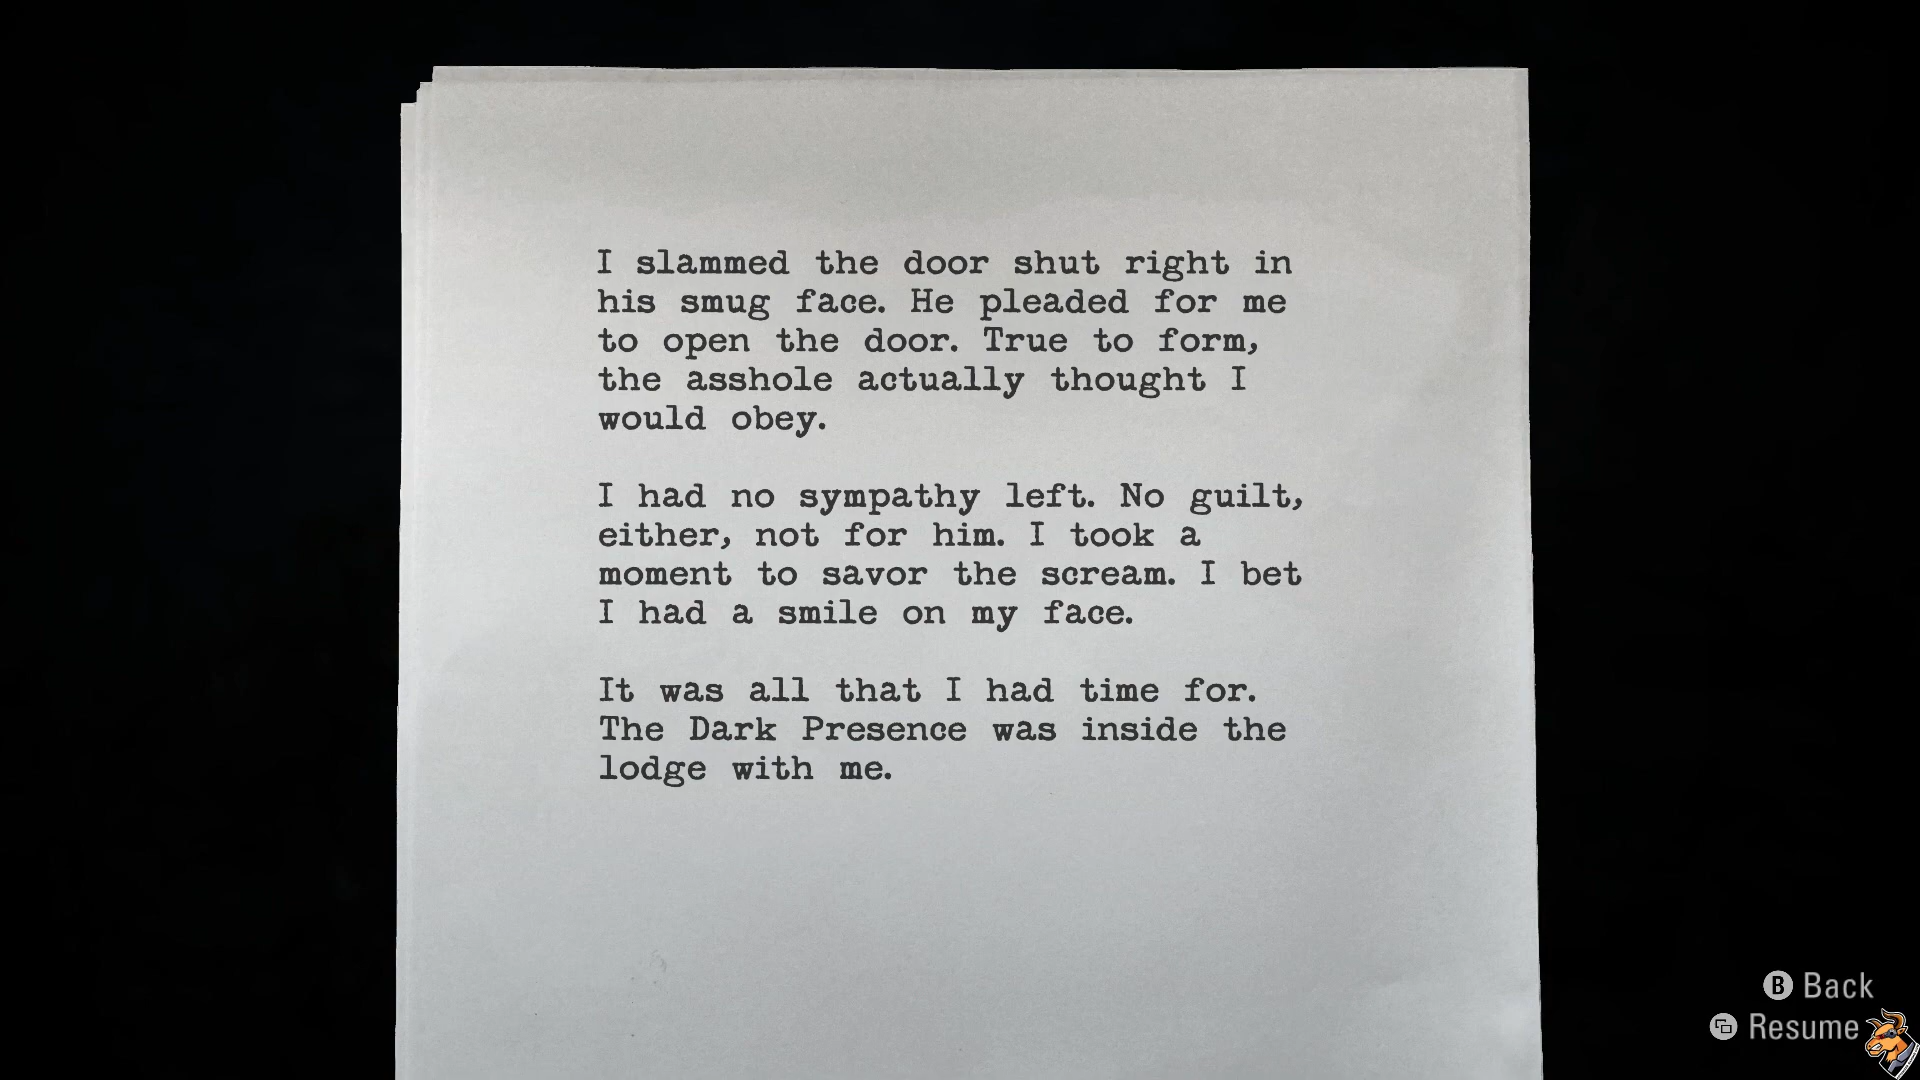 I slammed the door shut right in
his smug face. He pleaded for me
to open the door. True to form,
the asshole actually thought I
would obey.
I had no sympathy left. No guilt,
either, not for him. I took a
moment to savor the scream. I bet
I had a smile on my face.
It was all that I had time for.
The Dark Presence was inside the
lodge with me.
B Back
Resume